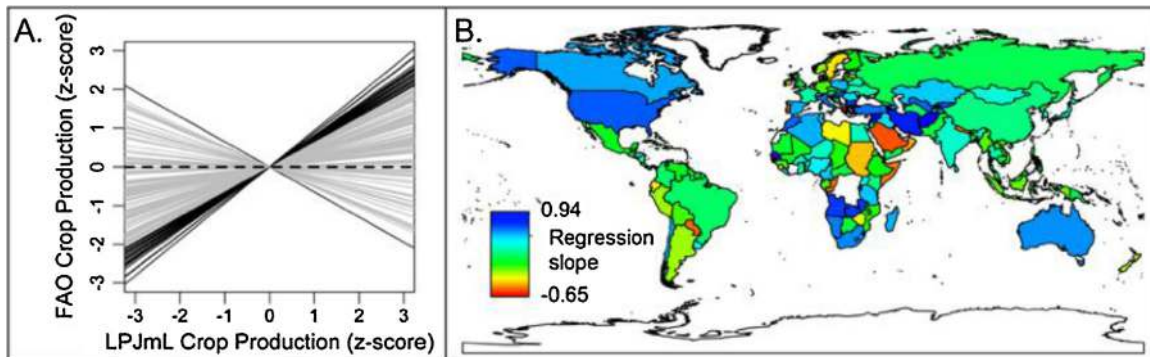 A.
FAO Crop Production (z-score)
3
2
1
0
-1
-2
-3
-3 -2 -1 0 1 2 3
LPJmL Crop Production (z-score)
B.
0.94
Regression
slope
-0.65